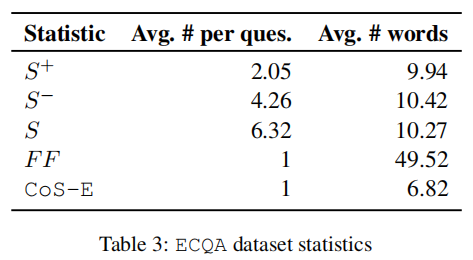 Statistic Avg. # per ques. Avg. # words
S+ 2.05 9.94
S− 4.26 10.42
S 6.32 10.27
FF 1 49.52
CoS-E 1 6.82
Table 3: ECQA dataset statistics